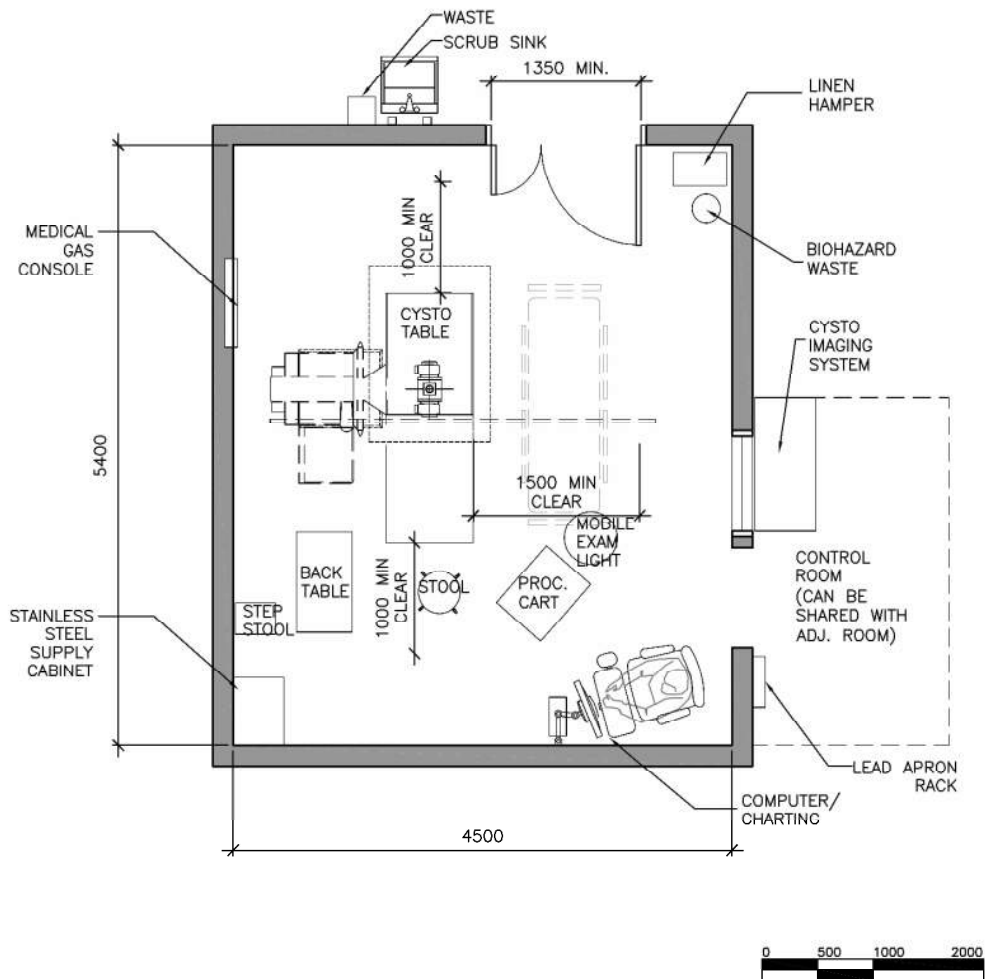 WASTE
SCRUB SINK
1350 MIN.
LINEN
HAMPER
MEDICAL
GAS
CONSOLE
1000 MIN
CLEAR
BIOHAZARD
WASTE
CYSTO
TABLE
CYSTO
IMAGING
SYSTEM
5400
1500 MIN
CLEAR
MOBILE
EXAM
LIGHT
BACK
TABLE
1000 MIN
CLEAR
STOOL
PROC.
CART
CONTROL
ROOM
(CAN BE
SHARED WITH
ADJ. ROOM)
STEP
STOOL
STAINLESS
STEEL
SUPPLY
CABINET
LEAD APRON
RACK
COMPUTER/
CHARTING
4500
0 500 1000 2000